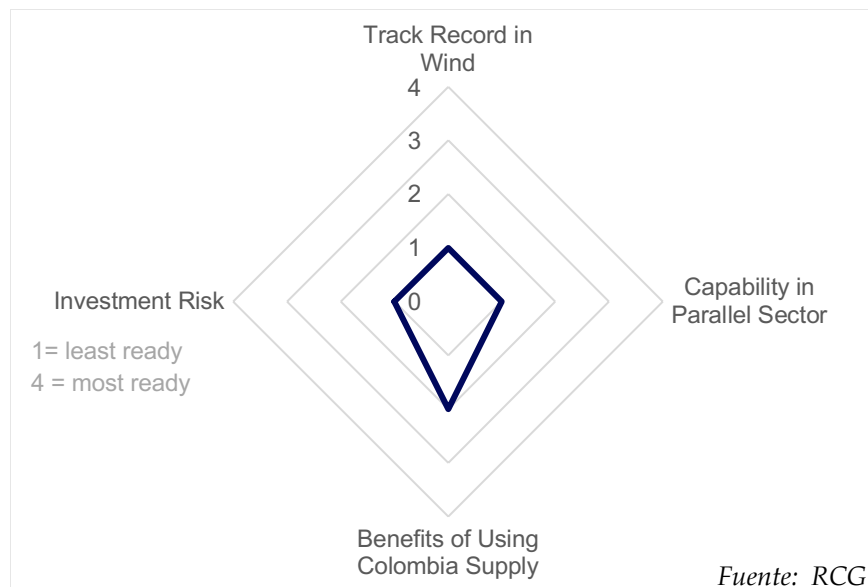 Track Record in
Wind
4
3
2
1
0
Investment Risk
Capability in
Parallel Sector
1= least ready
4 = most ready
Benefits of Using
Colombia Supply
Fuente: RCG